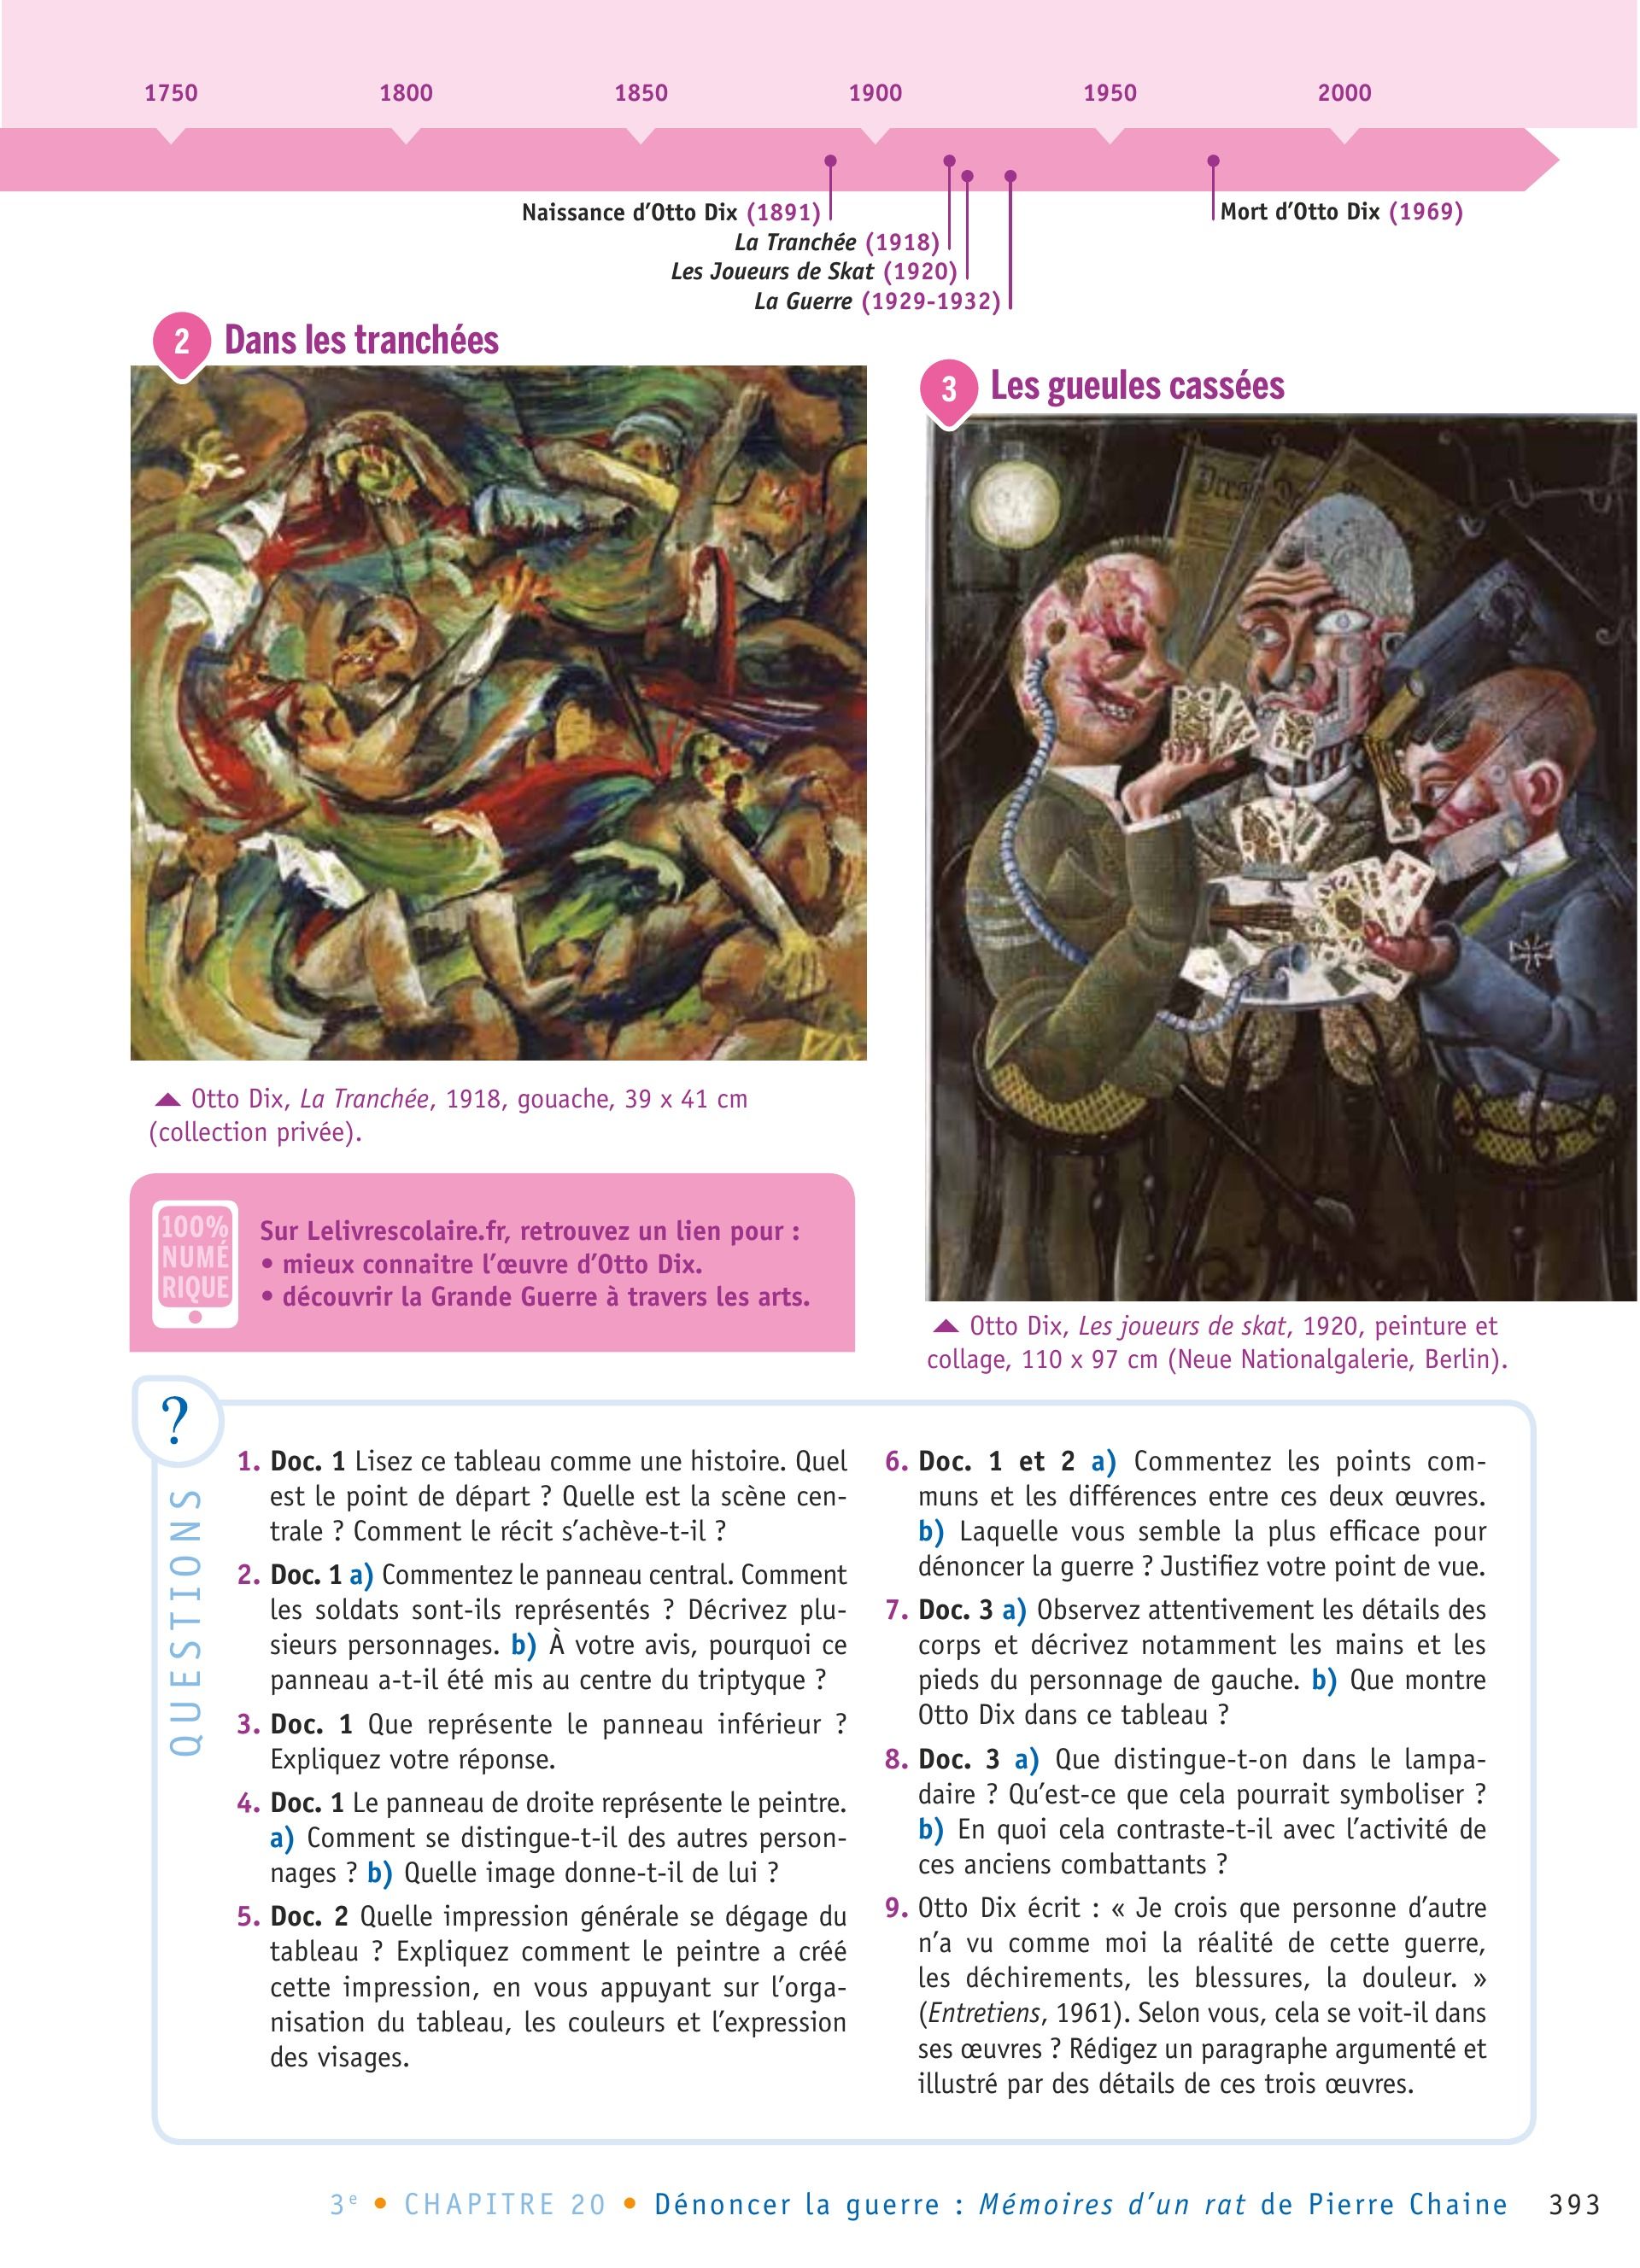 1750 1800 1850 1900 1950 2000
Naissance d’Otto Dix (1891)
Mort d’Otto Dix (1969)
La Tranchée (1918)
Les Joueurs de Skat (1920)
La Guerre (1929-1932)
2 Dans les tranchées
3 Les gueules cassées
Otto Dix, La Tranchée, 1918, gouache, 39 x 41 cm
(collection privée).
100%
NUMÉ
RIQUE
Sur Lelivrescolaire.fr, retrouvez un lien pour :
• mieux connaitre l’œuvre d’Otto Dix.
• découvrir la Grande Guerre à travers les arts.
Otto Dix, Les joueurs de skat, 1920, peinture et
collage, 110 x 97 cm (Neue Nationalgalerie, Berlin).
?
QUESTIONS
1. Doc. 1 Lisez ce tableau comme une histoire. Quel
est le point de départ ? Quelle est la scène cen-
trale ? Comment le récit s’achève-t-il ?
2. Doc. 1 a) Commentez le panneau central. Comment
les soldats sont-ils représentés ? Décrivez plu-
sieurs personnages. b) À votre avis, pourquoi ce
panneau a-t-il été mis au centre du triptyque ?
3. Doc. 1 Que représente le panneau inférieur ?
Expliquez votre réponse.
4. Doc. 1 Le panneau de droite représente le peintre.
a) Comment se distingue-t-il des autres person-
nages ? b) Quelle image donne-t-il de lui ?
5. Doc. 2 Quelle impression générale se dégage du
tableau ? Expliquez comment le peintre a créé
cette impression, en vous appuyant sur l’orga-
nisation du tableau, les couleurs et l’expression
des visages.
6. Doc. 1 et 2 a) Commentez les points com-
muns et les différences entre ces deux œuvres.
b) Laquelle vous semble la plus efficace pour
dénoncer la guerre ? Justifiez votre point de vue.
7. Doc. 3 a) Observez attentivement les détails des
corps et décrivez notamment les mains et les
pieds du personnage de gauche. b) Que montre
Otto Dix dans ce tableau ?
8. Doc. 3 a) Que distingue-t-on dans le lampa-
daire ? Qu’est-ce que cela pourrait symboliser ?
b) En quoi cela contraste-t-il avec l’activité de
ces anciens combattants ?
9. Otto Dix écrit : « Je crois que personne d’autre
n’a vu comme moi la réalité de cette guerre,
les déchirements, les blessures, la douleur. »
(Entretiens, 1961). Selon vous, cela se voit-il dans
ses œuvres ? Rédigez un paragraphe argumenté et
illustré par des détails de ces trois œuvres.
3e • CHAPITRE 20 • Dénoncer la guerre : Mémoires d’un rat de Pierre Chaine 393